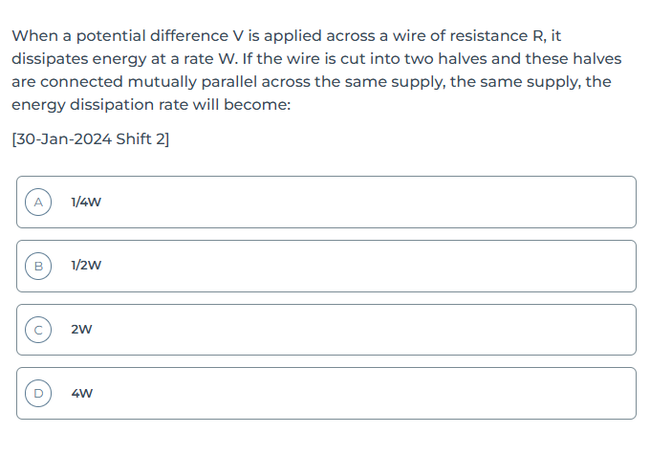 When a potential difference V is applied across a wire of resistance R, it
dissipates energy at a rate W. If the wire is cut into two halves and these halves
are connected mutually parallel across the same supply, the same supply, the
energy dissipation rate will become:
[30-Jan-2024 Shift 2]
A 1/4W
B 1/2W
C 2W
D 4W